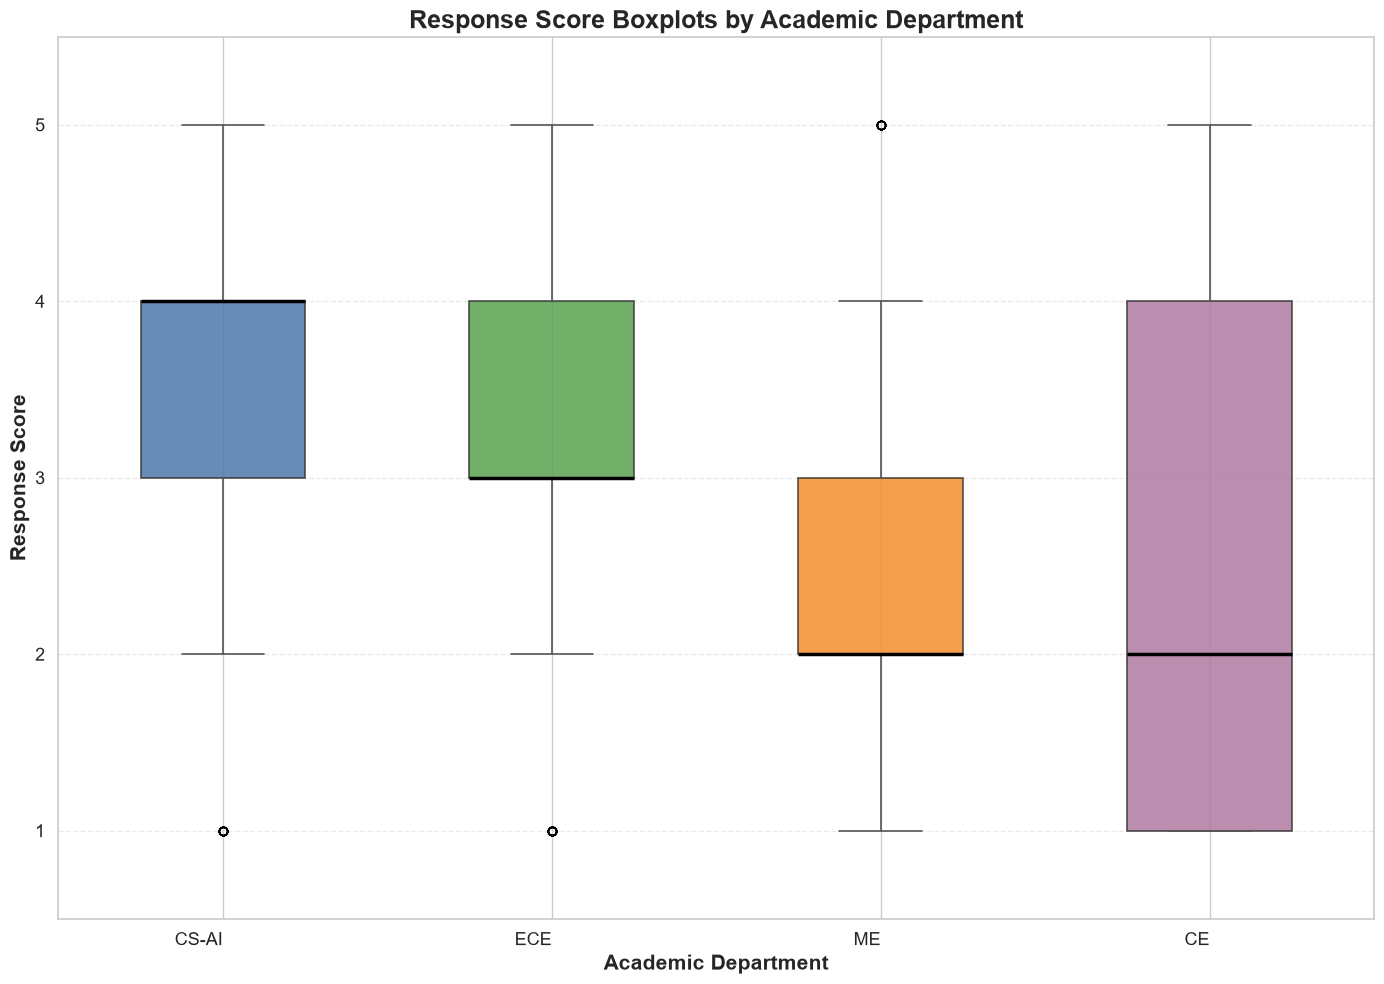 Response Score Boxplots by Academic Department
Response Score
5
4
3
2
1
CS-AI
ECE
ME
CE
Academic Department